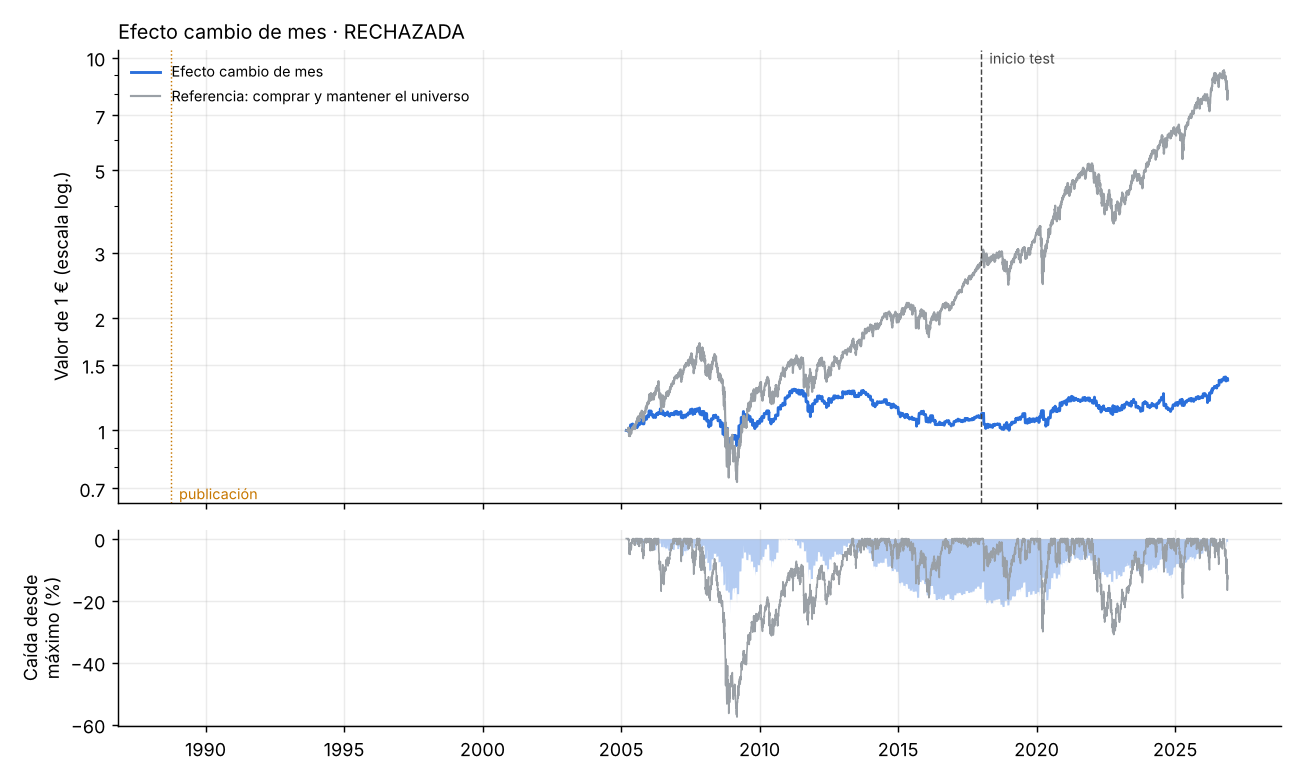 Efecto cambio de mes · RECHAZADA
Efecto cambio de mes
Referencia: comprar y mantener el universo
inicio test
publicación
Valor de 1 € (escala log.)
10
7
5
3
2
1.5
1
0.7
Caída desde
máximo (%)
0
−20
−40
−60
1990
1995
2000
2005
2010
2015
2020
2025